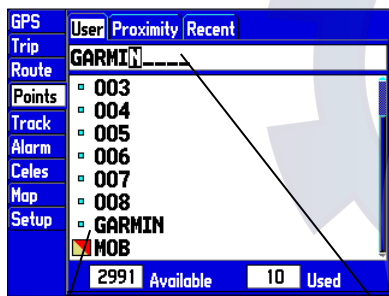 GPS
Trip
Route
Points
Track
Alarm
Celes
Map
Setup
User Proximity Recent
GARMIN____
003
004
005
006
007
008
GARMIN
MOB
2991 Available 10 Used